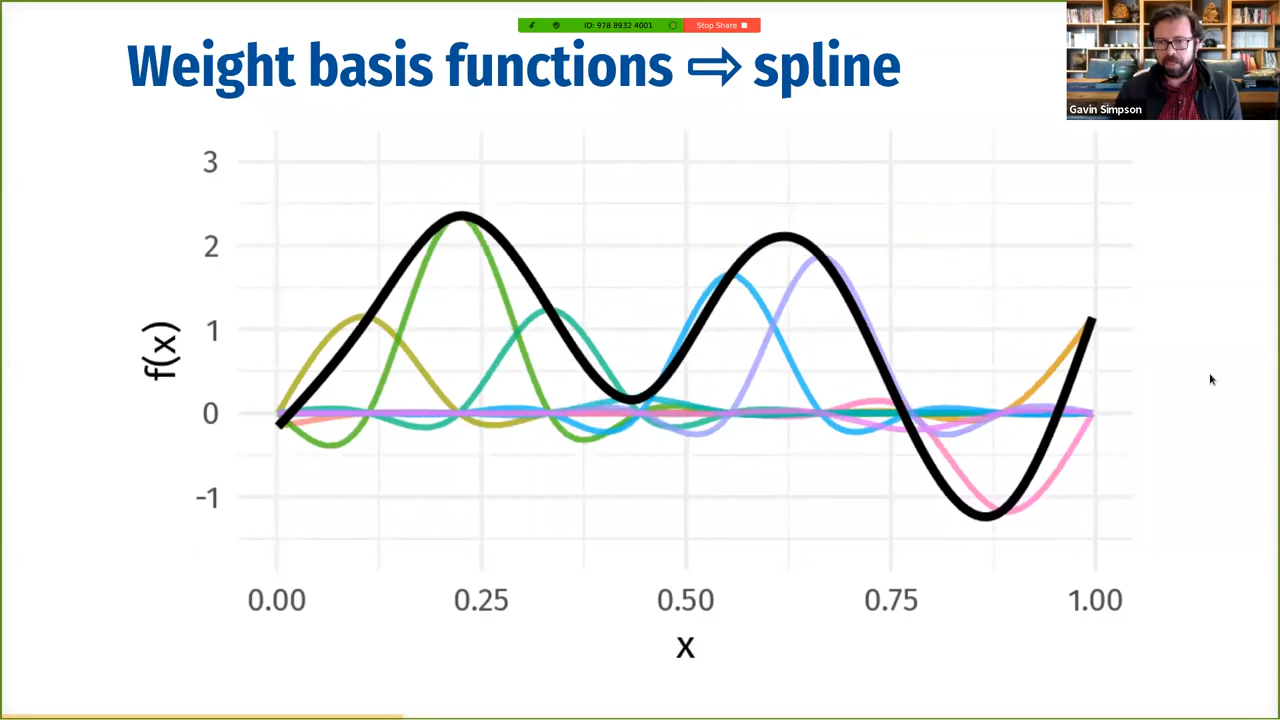 ID: 978 8932 4001
Stop Share
Weight basis functions ⇨ spline
Gavin Simpson
3
2
1
0
-1
f(x)
0.00 0.25 0.50 0.75 1.00
x